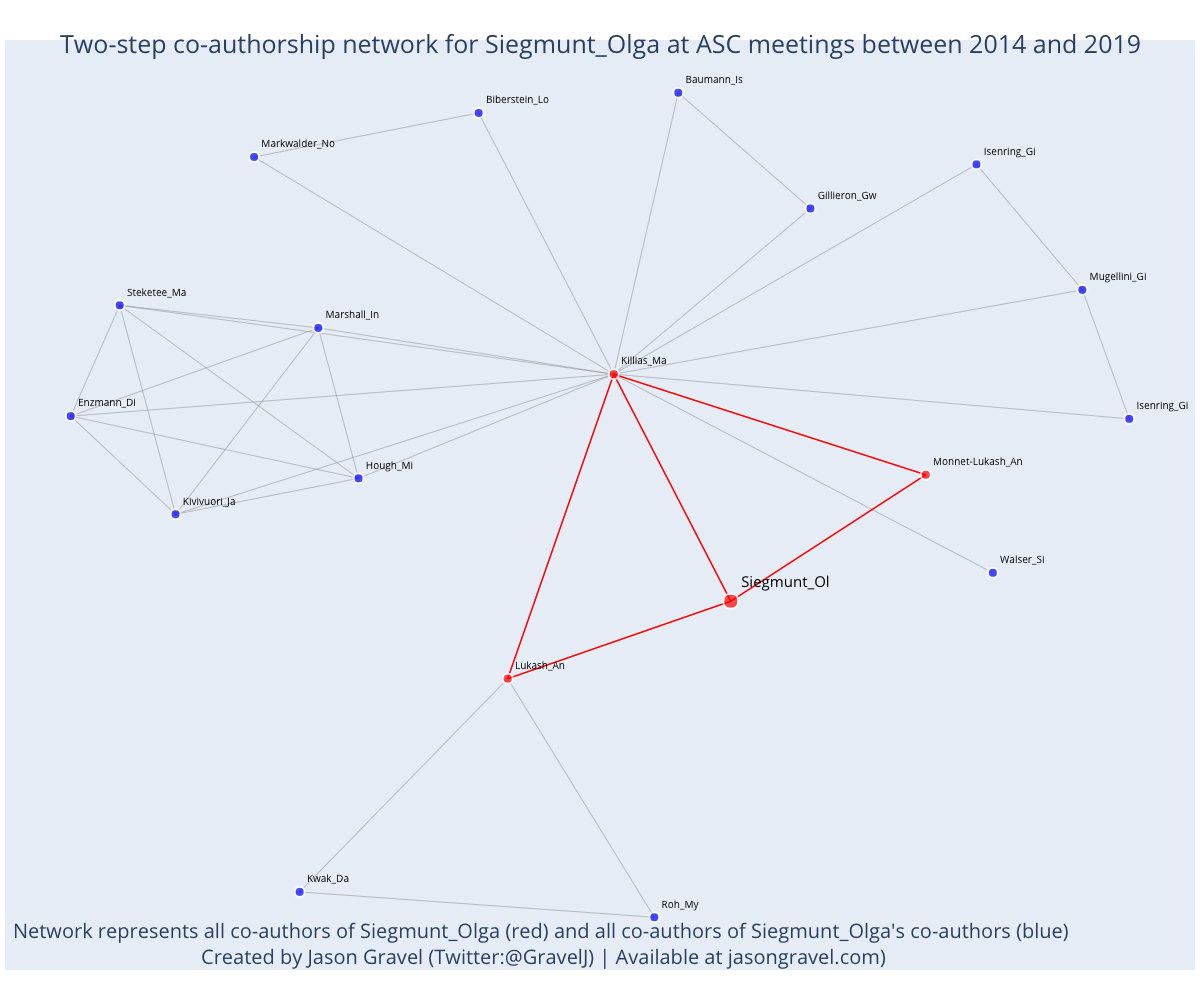 Two-step co-authorship network for Siegmunt_Olga at ASC meetings between 2014 and 2019
Baumann_Is
Biberstein_Lo
Markwalder_No
Isenring_Gi
Gillieron_Gw
Mugellini_Gi
Steketee_Ma
Marshall_In
Killias_Ma
Enzmann_Di
Isenring_Gi
Monnet-Lukash_An
Hough_Mi
Kivivuori_Ja
Walser_Si
Siegmunt_Ol
Lukash_An
Kwak_Da
Roh_My
Network represents all co-authors of Siegmunt_Olga (red) and all co-authors of Siegmunt_Olga's co-authors (blue)
Created by Jason Gravel (Twitter:@GravelJ) | Available at jasongravel.com)